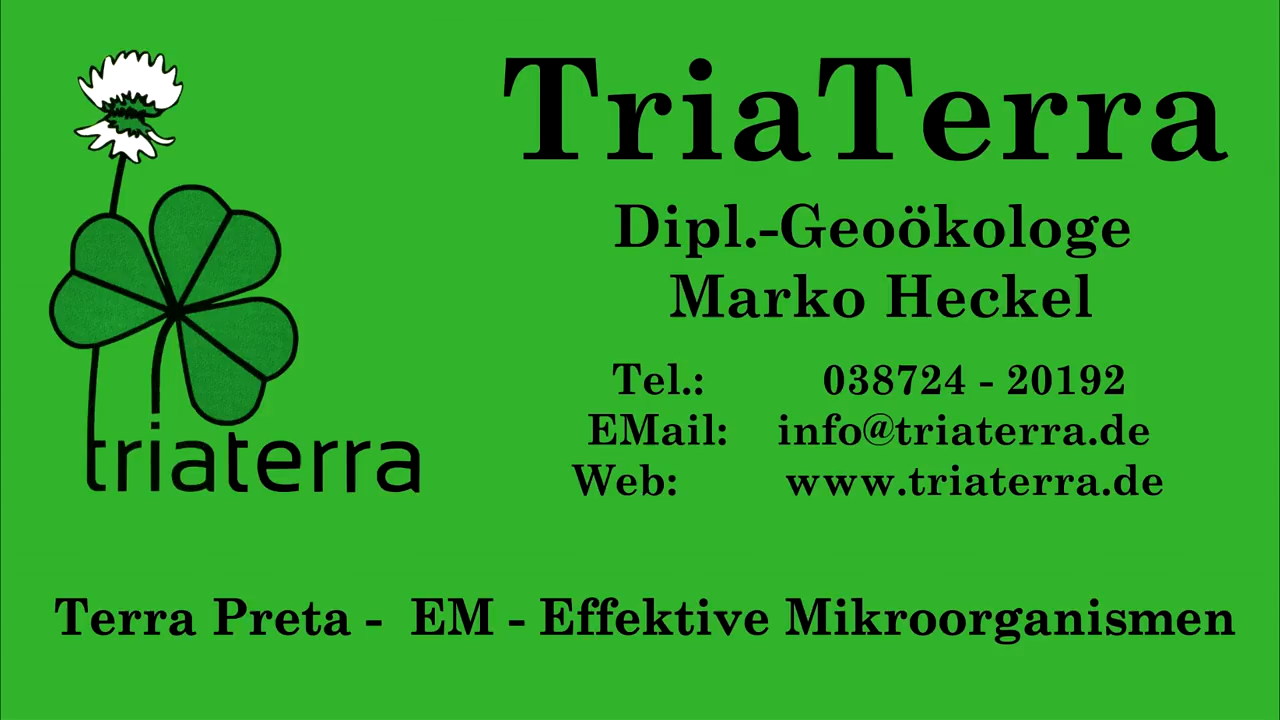 TriaTerra
Dipl.-Geoökologe
Marko Heckel
Tel.: 038724 - 20192
EMail: info@triaterra.de
Web: www.triaterra.de
triaterra
Terra Preta - EM - Effektive Mikroorganismen